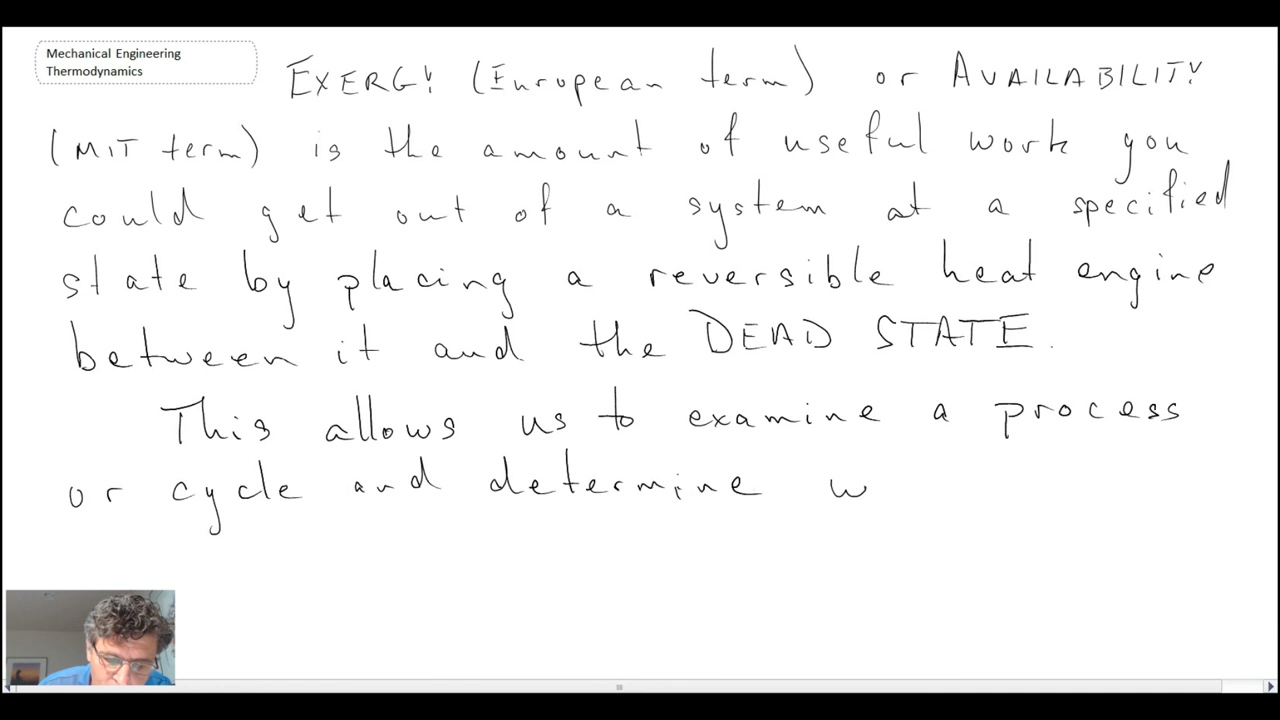 Mechanical Engineering
Thermodynamics
EXERGY (European term) or AVAILABILITY
(MIT term) is the amount of useful work you
could get out of a system at a specified
state by placing a reversible heat engine
between it and the DEAD STATE.
This allows us to examine a process
or cycle and determine w